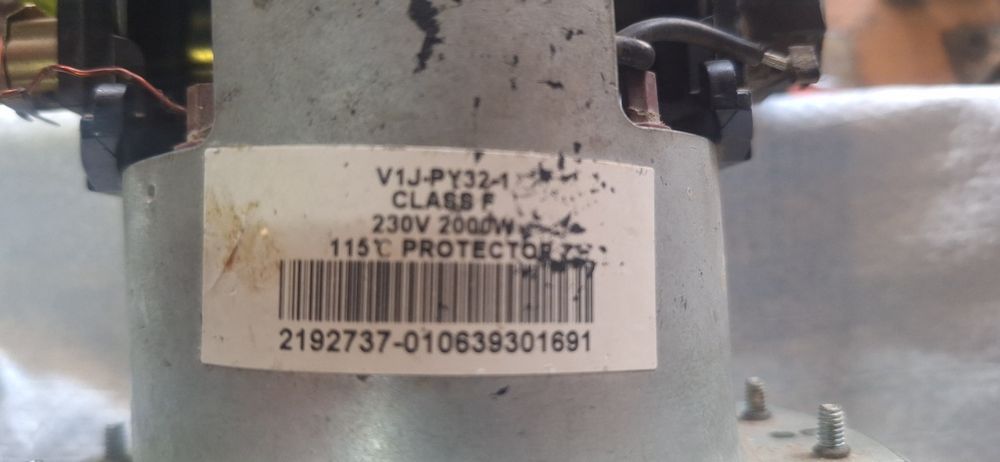 V1J-PY32-1
CLASS F
230V 2000W
115℃ PROTECTOR
2192737-010639301691